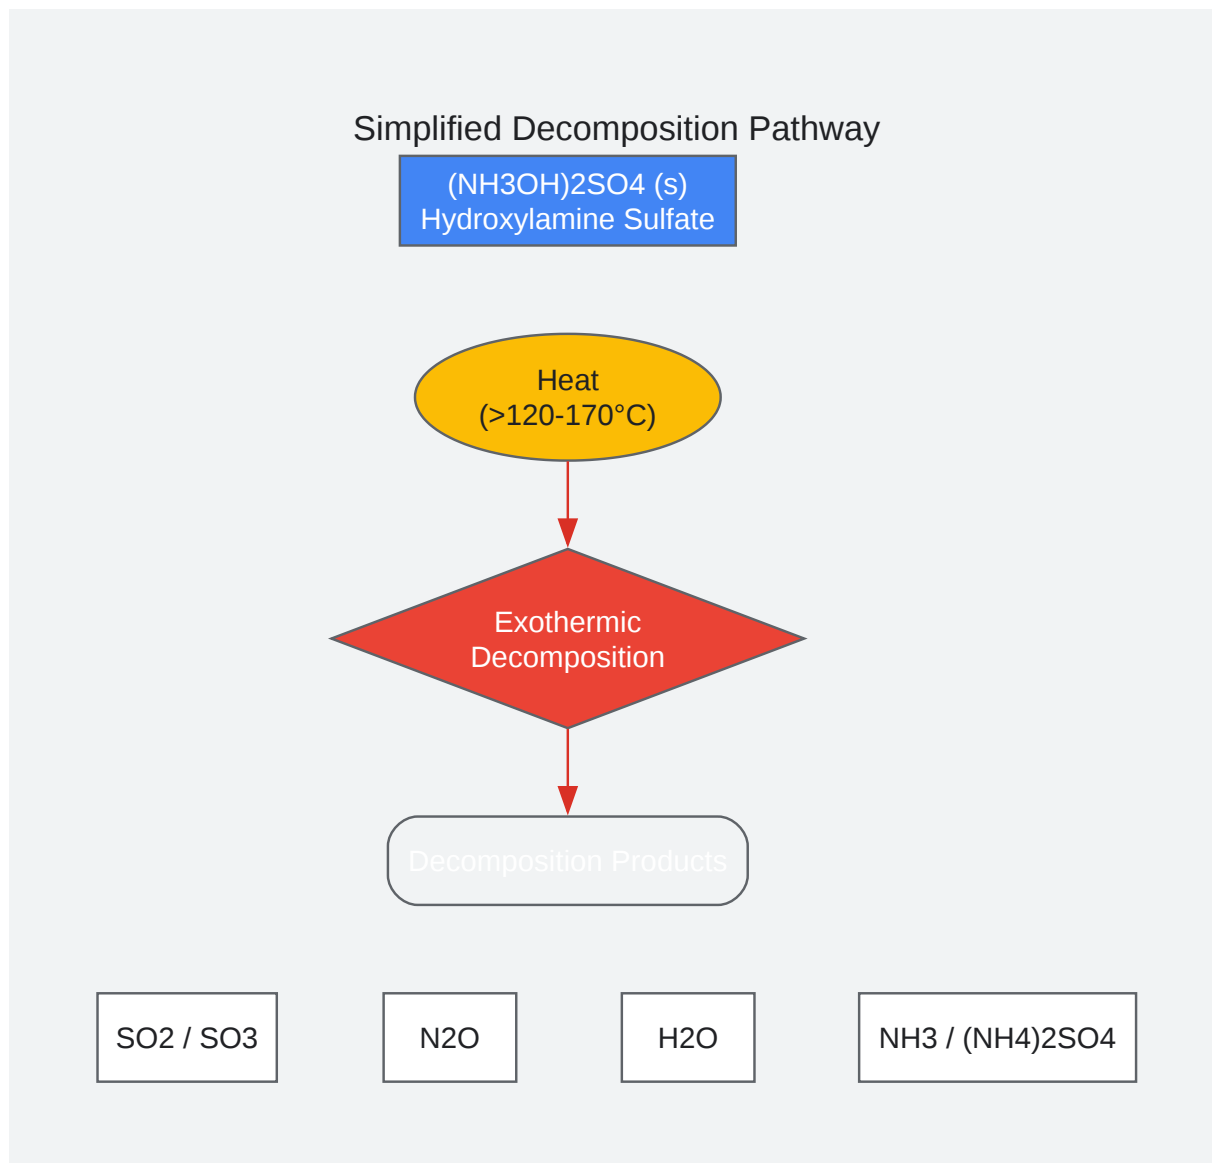 Simplified Decomposition Pathway
(NH3OH)2SO4 (s)
Hydroxylamine Sulfate
Heat
(>120-170°C)
Exothermic
Decomposition
Decomposition Products
SO2 / SO3
N2O
H2O
NH3 / (NH4)2SO4